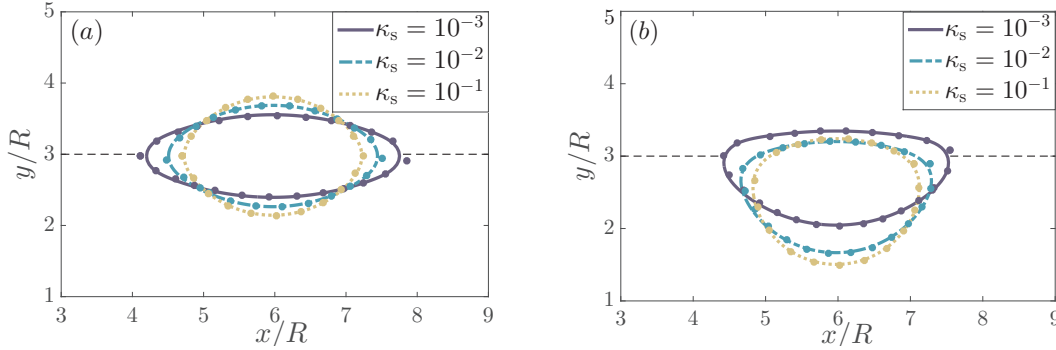 (a)
κs = 10⁻³
κs = 10⁻²
κs = 10⁻¹
5
4
3
2
1
y/R
3 4 5 6 7 8 9
x/R
(b)
κs = 10⁻³
κs = 10⁻²
κs = 10⁻¹
5
4
3
2
1
y/R
3 4 5 6 7 8 9
x/R